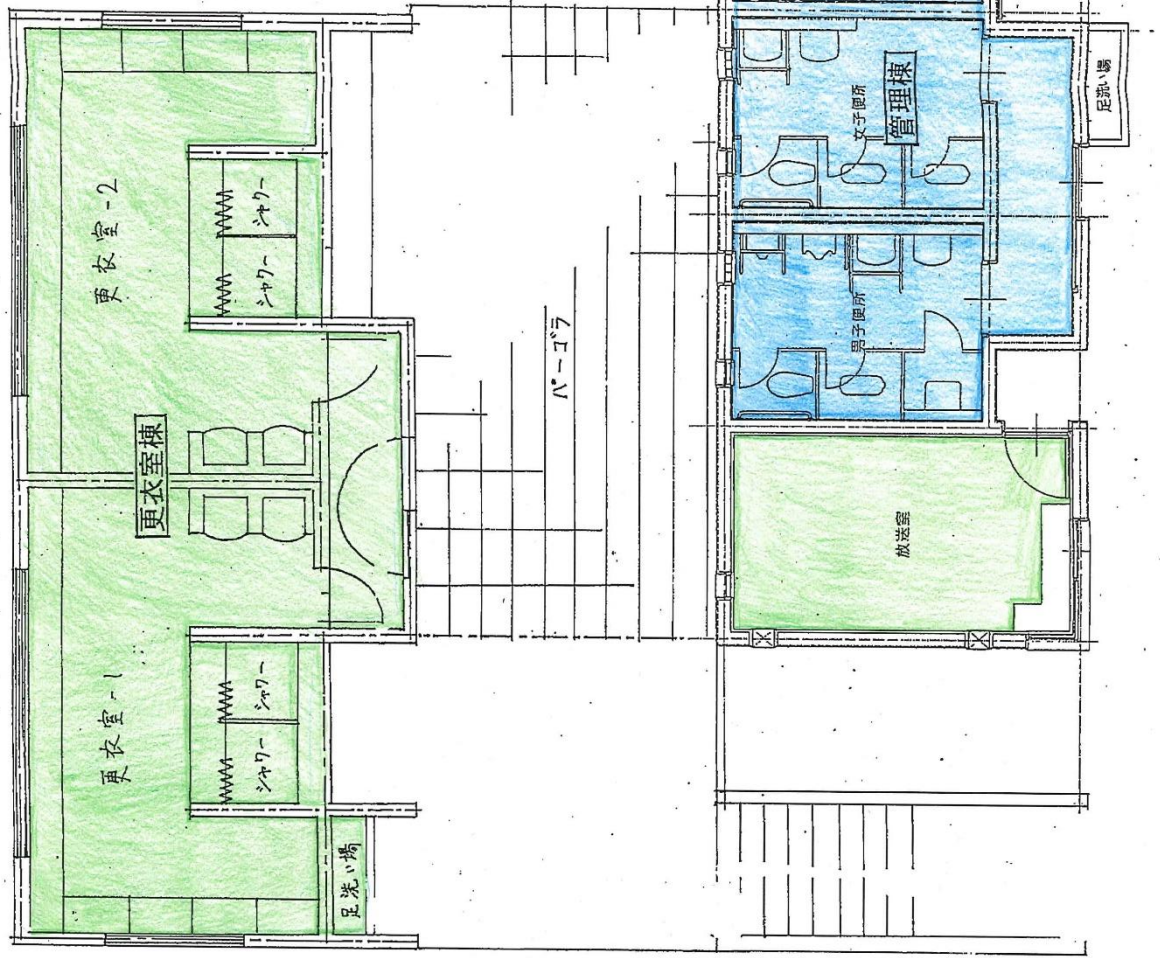 更衣室-2
シャワー
シャワー
更衣室棟
更衣室-1
シャワー
シャワー
足洗い場
パーゴラ
管理棟
女子便所
男子便所
放送室
足洗い場